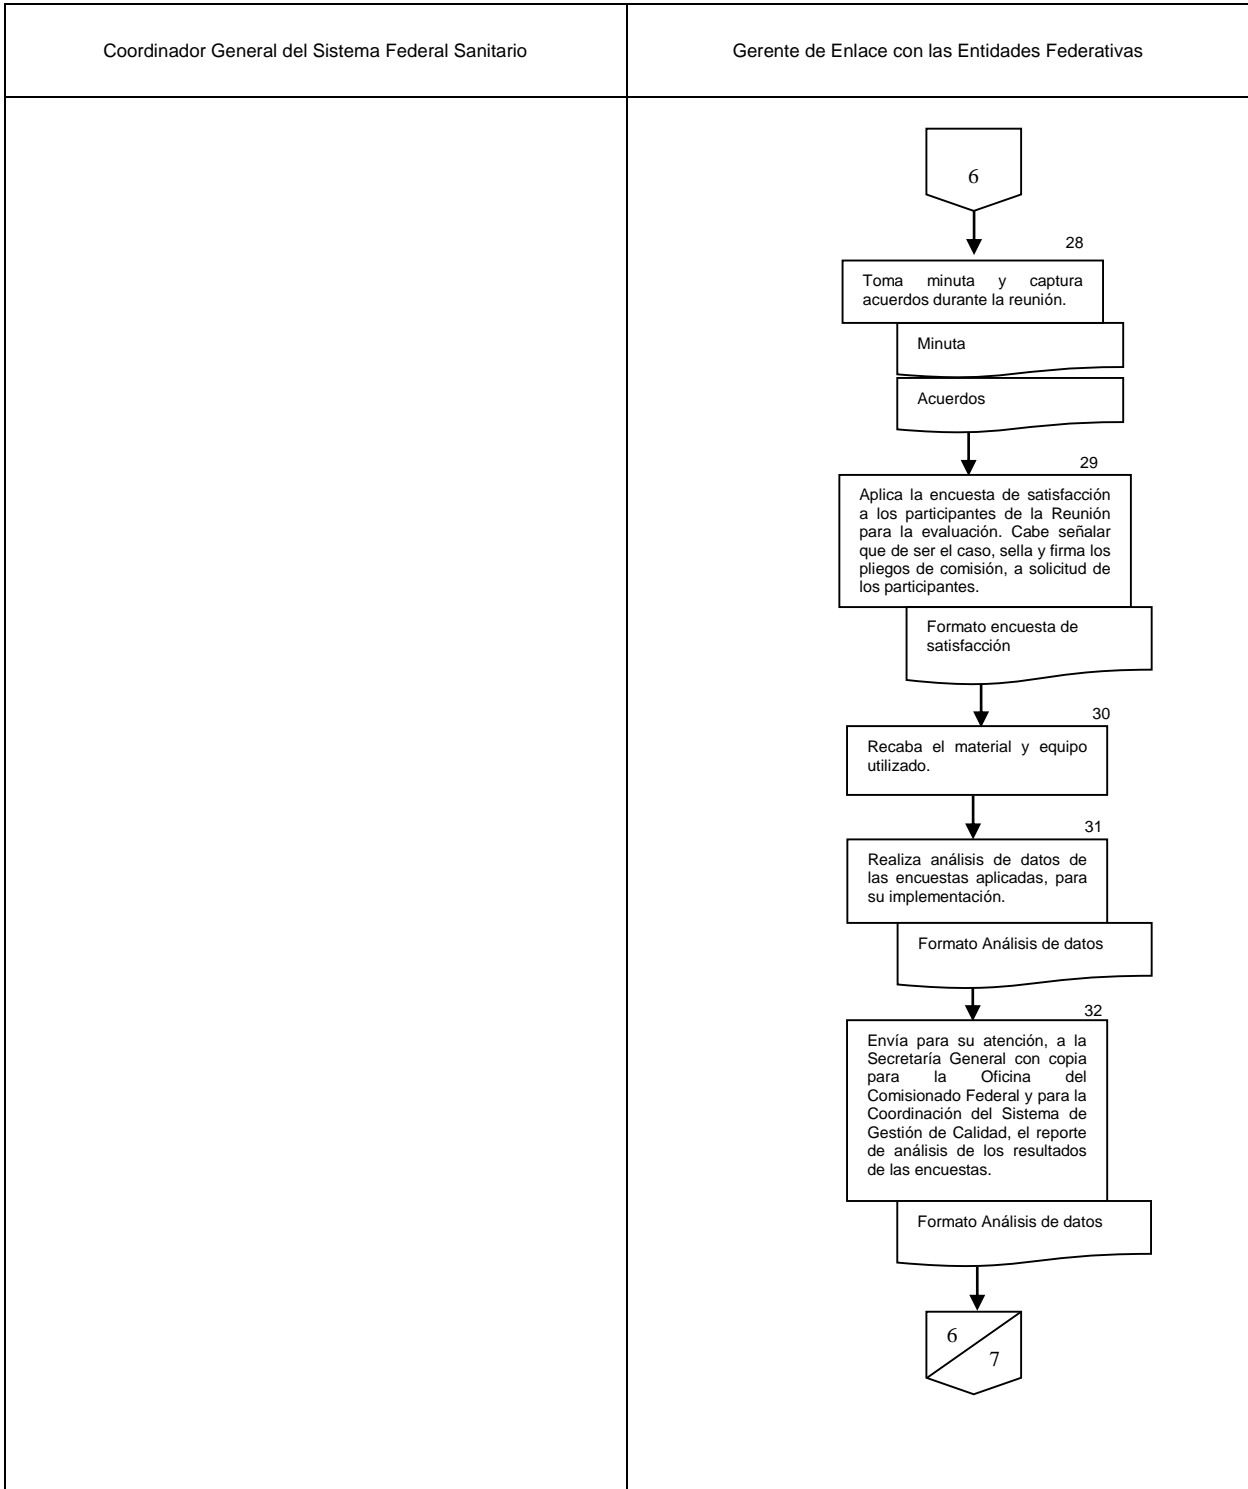 Coordinador General del Sistema Federal Sanitario
Gerente de Enlace con las Entidades Federativas
6
28
Toma minuta y captura
acuerdos durante la reunión.
Minuta
Acuerdos
29
Aplica la encuesta de satisfacción
a los participantes de la Reunión
para la evaluación. Cabe señalar
que de ser el caso, sella y firma los
pliegos de comisión, a solicitud de
los participantes.
Formato encuesta de
satisfacción
30
Recaba el material y equipo
utilizado.
31
Realiza análisis de datos de
las encuestas aplicadas, para
su implementación.
Formato Análisis de datos
32
Envía para su atención, a la
Secretaría General con copia
para la Oficina del
Comisionado Federal y para la
Coordinación del Sistema de
Gestión de Calidad, el reporte
de análisis de los resultados
de las encuestas.
Formato Análisis de datos
6
7